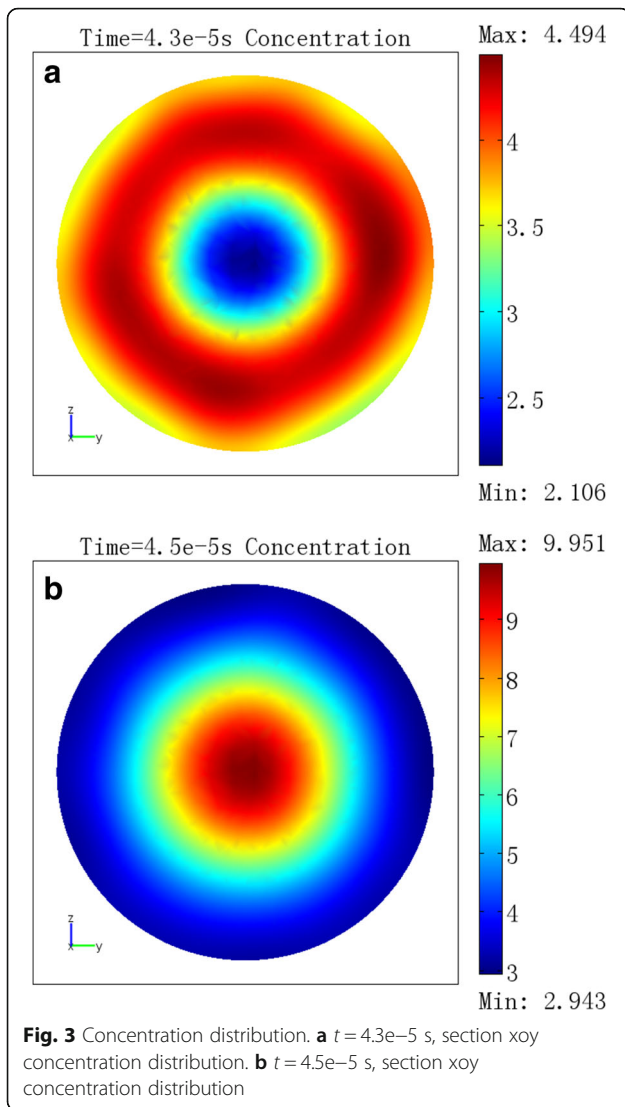 Time=4.3e-5s Concentration
Max: 4.494
a
4
3.5
3
2.5
z
x y
Min: 2.106
Time=4.5e-5s Concentration
Max: 9.951
b
9
8
7
6
5
4
3
z
x y
Min: 2.943
Fig. 3 Concentration distribution. a t = 4.3e−5 s, section xoy
concentration distribution. b t = 4.5e−5 s, section xoy
concentration distribution